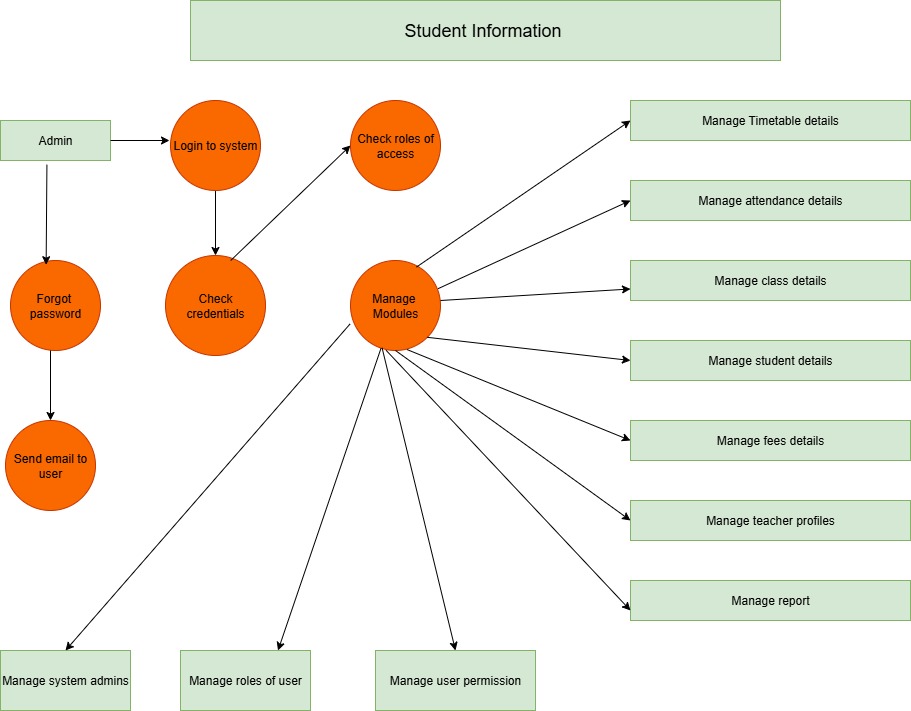 Student Information
Admin
Login to system
Check roles of
access
Manage Timetable details
Manage attendance details
Manage class details
Forgot
password
Check
credentials
Manage
Modules
Manage student details
Manage fees details
Send email to
user
Manage teacher profiles
Manage report
Manage system admins
Manage roles of user
Manage user permission